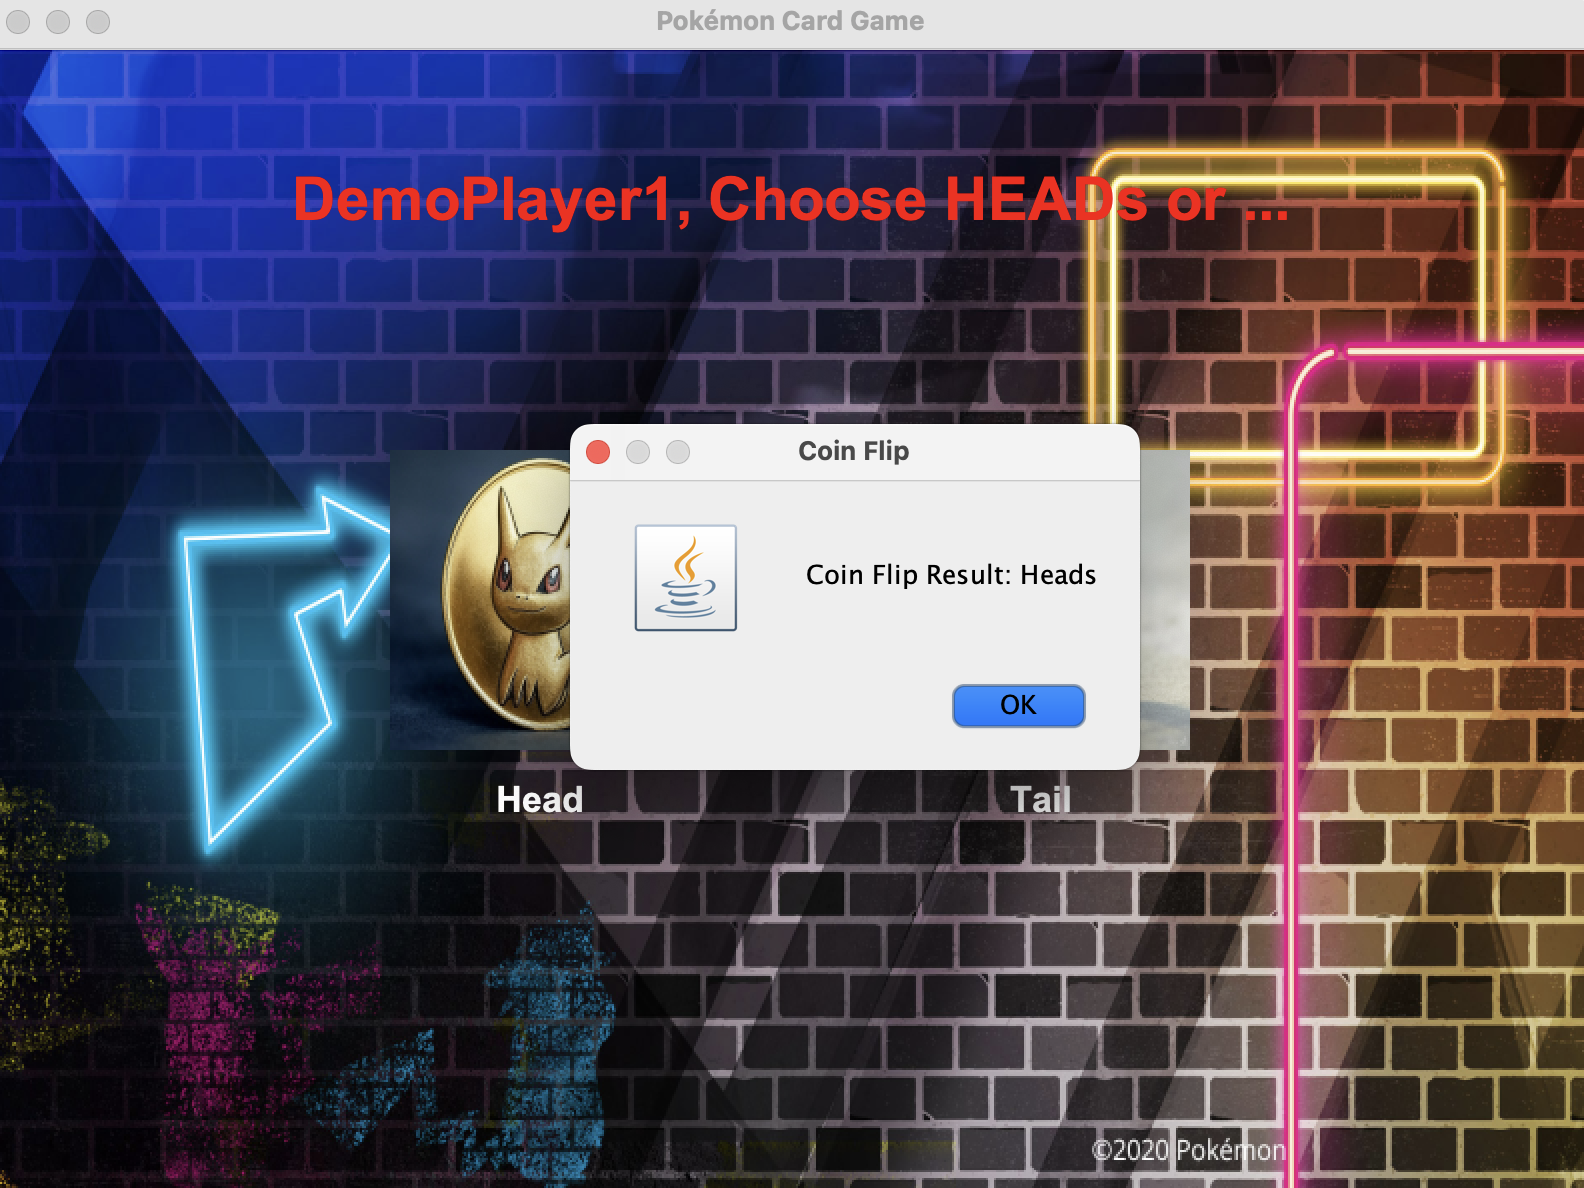 Pokémon Card Game
DemoPlayer1, Choose HEADs or ...
Coin Flip
Coin Flip Result: Heads
OK
Head
Tail
©2020 Pokémon